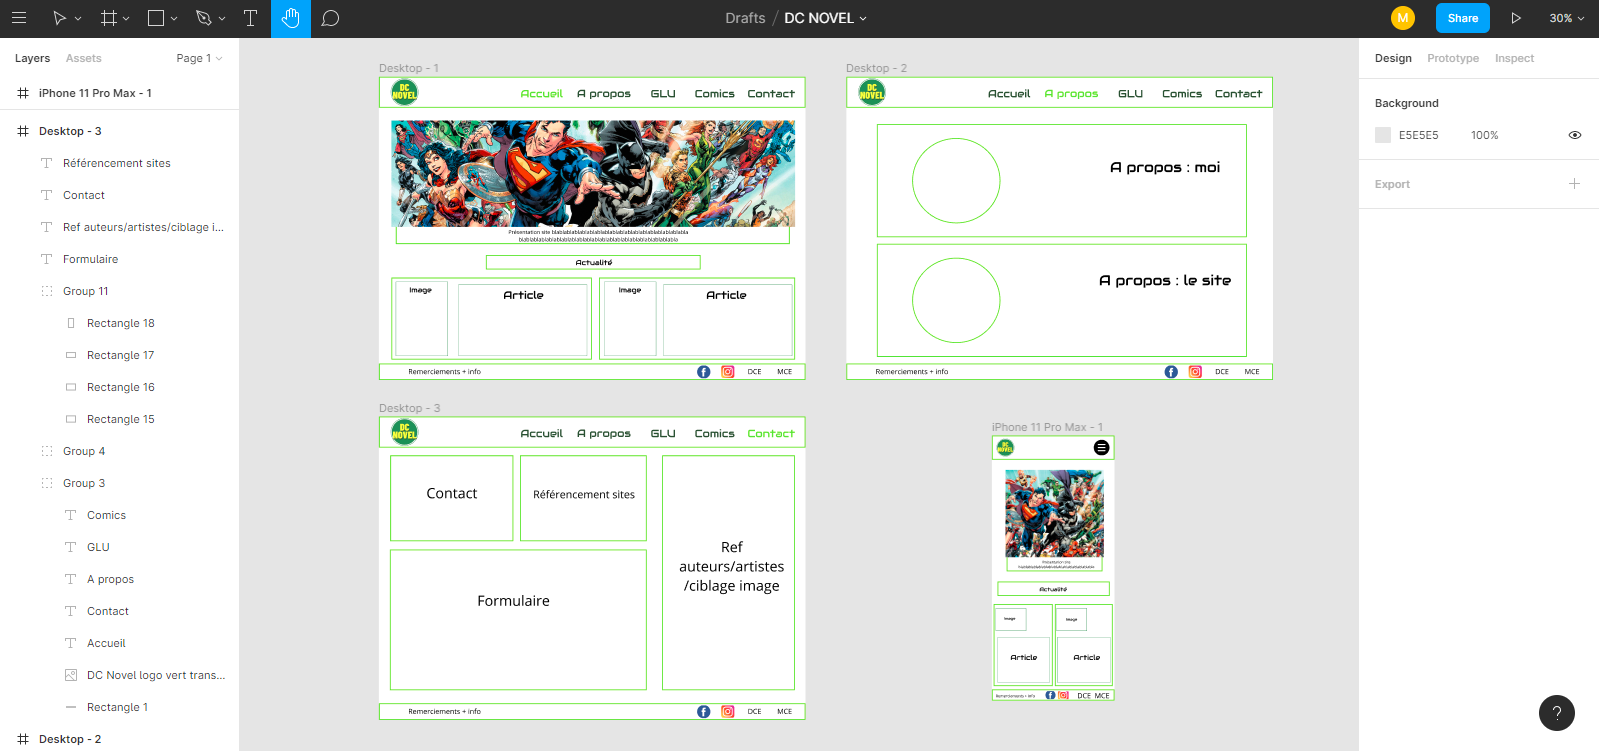 Drafts / DC NOVEL
M
Share
30%
Layers
Assets
Page 1
iPhone 11 Pro Max - 1
Desktop - 3
Référencement sites
Contact
Ref auteurs/artistes/ciblage i...
Formulaire
Group 11
Rectangle 18
Rectangle 17
Rectangle 16
Rectangle 15
Group 4
Group 3
Comics
GLU
A propos
Contact
Accueil
DC Novel logo vert trans...
Rectangle 1
Desktop - 2
Desktop - 1
DC
NOVEL
Accueil
A propos
GLU
Comics
Contact
Actualité
Image
Article
Image
Article
Remerciements + info
DCE
MCE
Desktop - 2
DC
NOVEL
Accueil
A propos
GLU
Comics
Contact
A propos : moi
A propos : le site
Remerciements + info
DCE
MCE
Desktop - 3
DC
NOVEL
Accueil
A propos
GLU
Comics
Contact
Contact
Référencement sites
Formulaire
Ref
auteurs/artistes
/ciblage image
Remerciements + info
DCE
MCE
iPhone 11 Pro Max - 1
DC
NOVEL
Actualité
Image
Image
Article
Article
Remerciements + info
DCE
MCE
Design
Prototype
Inspect
Background
E5E5E5
100%
Export
?